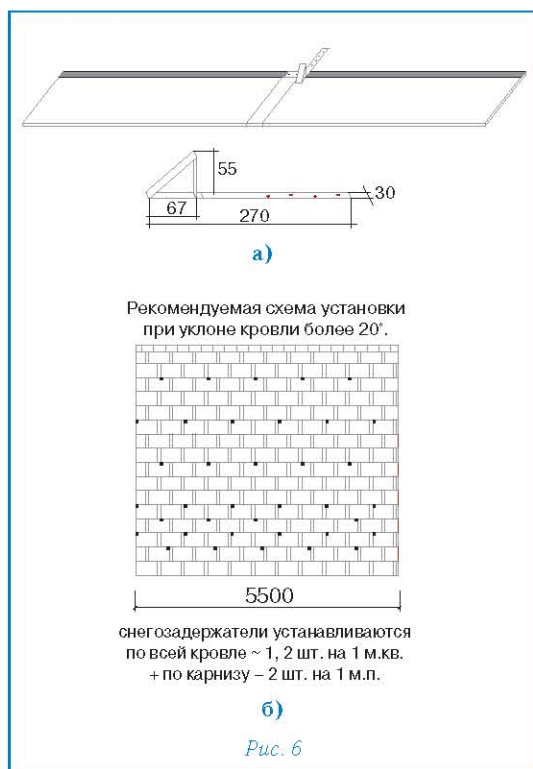 55
30
67
270
а)
Рекомендуемая схема установки
при уклоне кровли более 20°.
5500
снегозадержатели устанавливаются
по всей кровле ~ 1, 2 шт. на 1 м.кв.
+ по карнизу – 2 шт. на 1 м.п.
б)
Рис. 6